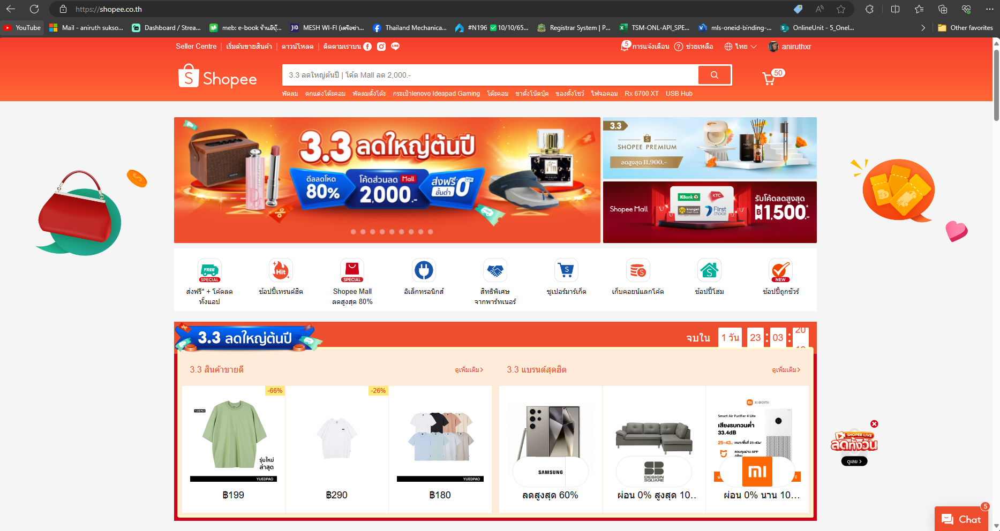 https://shopee.co.th
YouTube
Mail - aniruth sukso...
Dashboard / Strea...
meb: e-book ร้านอีบุ๊...
MESH WI-FI (เครือข่า...
Thailand Mechanica...
#N196 ✅10/10/65...
Registrar System | P...
TSM-ONL-API_SPE...
mls-oneid-binding-...
OnlineUnit - 5_Onel...
Other favorites
Seller Centre
เริ่มต้นขายสินค้า
ดาวน์โหลด
ติดตามเราบน
5
การแจ้งเตือน
ช่วยเหลือ
ไทย
aniruthxr
Shopee
3.3 ลดใหญ่ต้นปี | โค้ด Mall ลด 2,000.-
50
พัดลม
ตกแต่งโต๊ะคอม
พัดลมตั้งโต๊ะ
กระเป๋าlenovo Ideapad Gaming
โต๊ะคอม
ขาตั้งโน๊ตบุ๊ค
ของตั้งโชว์
ไฟจอคอม
Rx 6700 XT
USB Hub
3.3 ลดใหญ่ต้นปี
ดีลลดโหด
80%
โค้ดส่วนลด Mall
2,000.-
ส่งฟรี
ขั้นต่ำ 0 บาท
3.3
SHOPEE PREMIUM
ลดสูงสุด 11,900.-
Shopee Mall
KBank
KTC
krungsri
First Choice
รับโค้ดลดสูงสุด
฿1,500.-*
FREE
SPECIAL
ส่งฟรี* + โค้ดลด
ทั้งแอป
Hit
ช้อปปี้เทรนด์ฮิต
SPECIAL
Shopee Mall
ลดสูงสุด 80%
อิเล็กทรอนิกส์
สิทธิพิเศษ
จากพาร์ทเนอร์
ซูเปอร์มาร์เก็ต
เก็บคอยน์แลกโค้ด
ช้อปปี้โฮม
NEW
ช้อปปี้ถูกชัวร์
3.3 ลดใหญ่ต้นปี
จบใน
1 วัน
23 : 03 : 20
3.3 สินค้าขายดี
ดูเพิ่มเติม
3.3 แบรนด์สุดฮิต
ดูเพิ่มเติม
-66%
YUEDPAO
รุ่นใหม่
ล่าสุด
YUEDPAO
฿199
-26%
฿290
YUEDPAO
฿180
SAMSUNG
ลดสูงสุด 60%
DESIGN
SQUARE
ผ่อน 0% สูงสุด 10...
xiaomi
Smart Air Purifier 4 Lite
เสียงรบกวนต่ำ
33.4dB
25-43㎡ เหมาะพื้นที่ 25-43㎡
ควบคุมผ่าน APP
mi
ผ่อน 0% นาน 10...
SHOPEE LIVE
ลดทั้งวัน
ดูเลย >
5
Chat